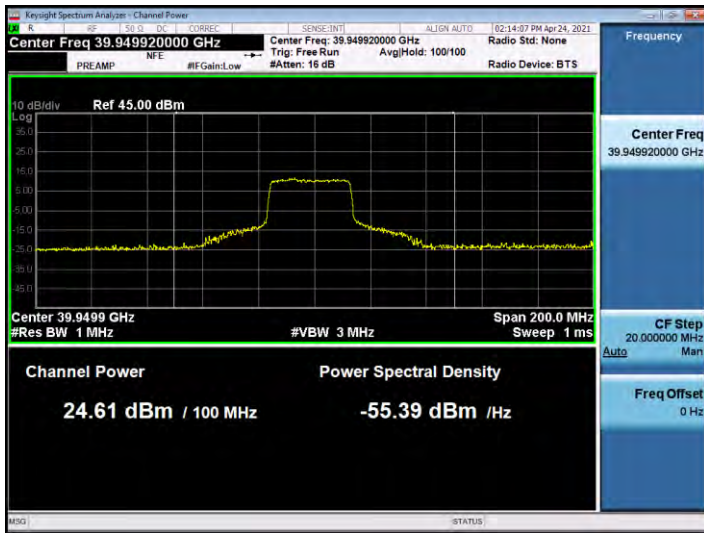 Keysight Spectrum Analyzer - Channel Power
R RF 50 Ω DC CORREC SENSE:INT ALIGN AUTO 02:14:07 PM Apr 24, 2021
Center Freq 39.949920000 GHz
Center Freq: 39.949920000 GHz
Radio Std: None
Frequency
NFE
Trig: Free Run Avg|Hold: 100/100
PREAMP #IFGain:Low #Atten: 16 dB
Radio Device: BTS
10 dB/div Ref 45.00 dBm
Log
35.0
25.0
15.0
5.00
-5.00
-15.0
-25.0
-35.0
-45.0
Center 39.9499 GHz Span 200.0 MHz
#Res BW 1 MHz #VBW 3 MHz Sweep 1 ms
Channel Power Power Spectral Density
24.61 dBm / 100 MHz -55.39 dBm /Hz
Center Freq
39.949920000 GHz
CF Step
20.000000 MHz
Auto Man
Freq Offset
0 Hz
MSG STATUS